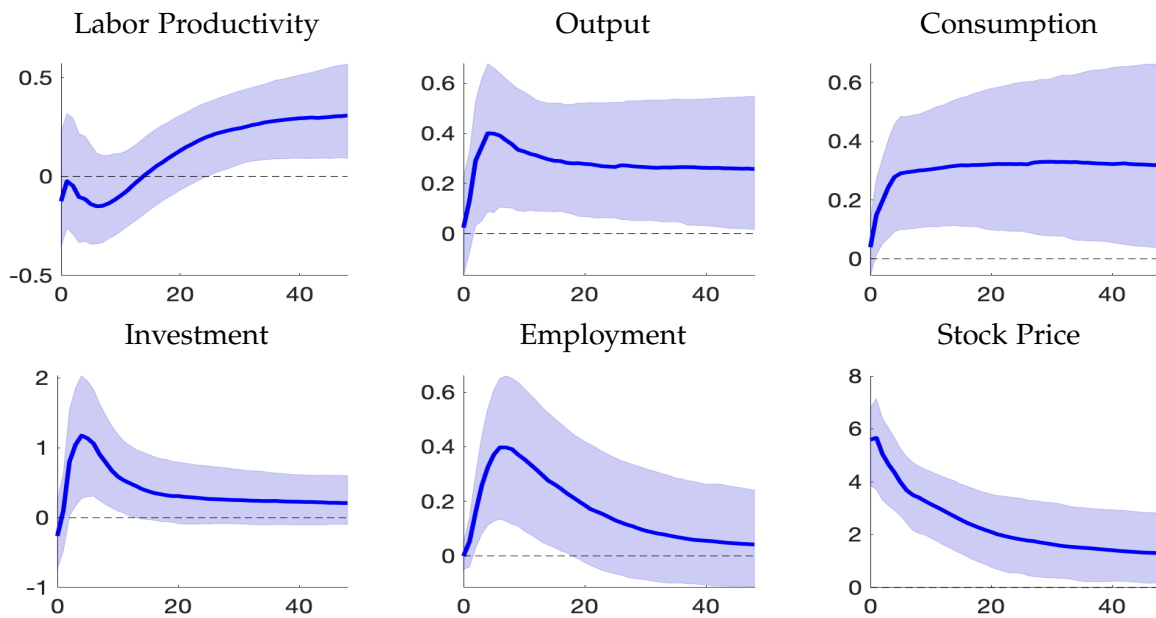 Labor Productivity Output Consumption
0.5 0.6 0.6
0.4 0.4
0 0.2 0.2
0 0
-0.5
0 20 40 0 20 40 0 20 40
Investment Employment Stock Price
2 0.6 8
1 0.4 6
4
0 0.2 2
-1 0 0
0 20 40 0 20 40 0 20 40